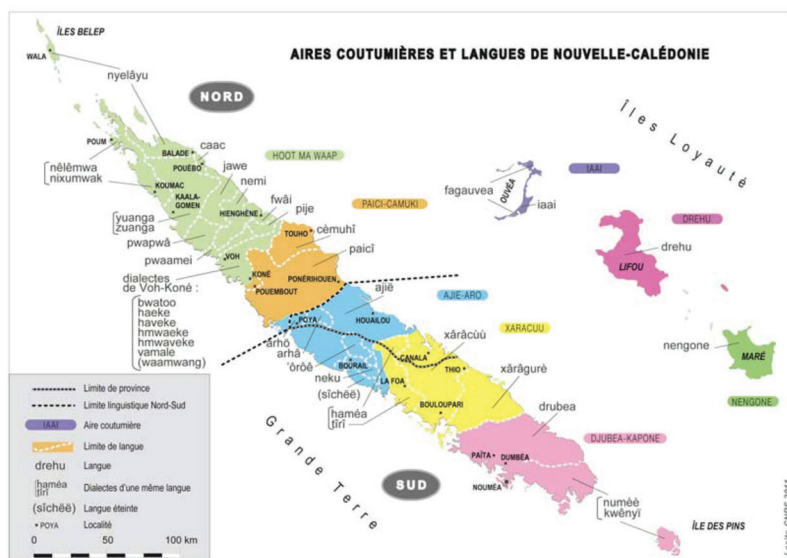 AIRES COUTUMIÈRES ET LANGUES DE NOUVELLE-CALÉDONIE
ÎLES BELEP
WALA
nyelâyu
NORD
Îles Loyauté
POUM
BALADE
caac
POUÉBO
HOOT MA WAAP
jawe
nêlêmwa
nixumwak
KOUMAC
nemi
KAALA-
GOMEN
HIENGHÈNE
fwâi
pije
PAICI-CAMUKI
yuanga
zuanga
TOUHO
cèmuhî
pwapwâ
paicî
pwaamei
VOH
dialectes
de Voh-Koné :
KONÉ
PONÉRIHOUEN
POUEMBOUT
bwatoo
haeke
haveke
hmwaeke
hmwaveke
vamale
(waamwang)
IAAI
OUVÉA
fagauvea
iaai
DREHU
drehu
LIFOU
nengone
MARÉ
NENGONE
ajië
AJIE-ARO
POYA
HOUAILOU
arhö
arhâ
'ôrôê
XARACUU
xârâcùù
CANALA
BOURAIL
THIO
neku
(sîchëë)
LA FOA
xârâgurè
haméa
tîrî
BOULOUPARI
drubea
DJUBEA-KAPONE
PAÏTA
DUMBÉA
NOUMÉA
numèè
kwênyï
ÎLE DES PINS
Grande Terre
SUD
Limite de province
Limite linguistique Nord-Sud
IAAI Aire coutumière
Limite de langue
drehu Langue
haméa
tîrî Dialectes d'une même langue
(sîchëë) Langue éteinte
POYA Localité
0 50 100 km